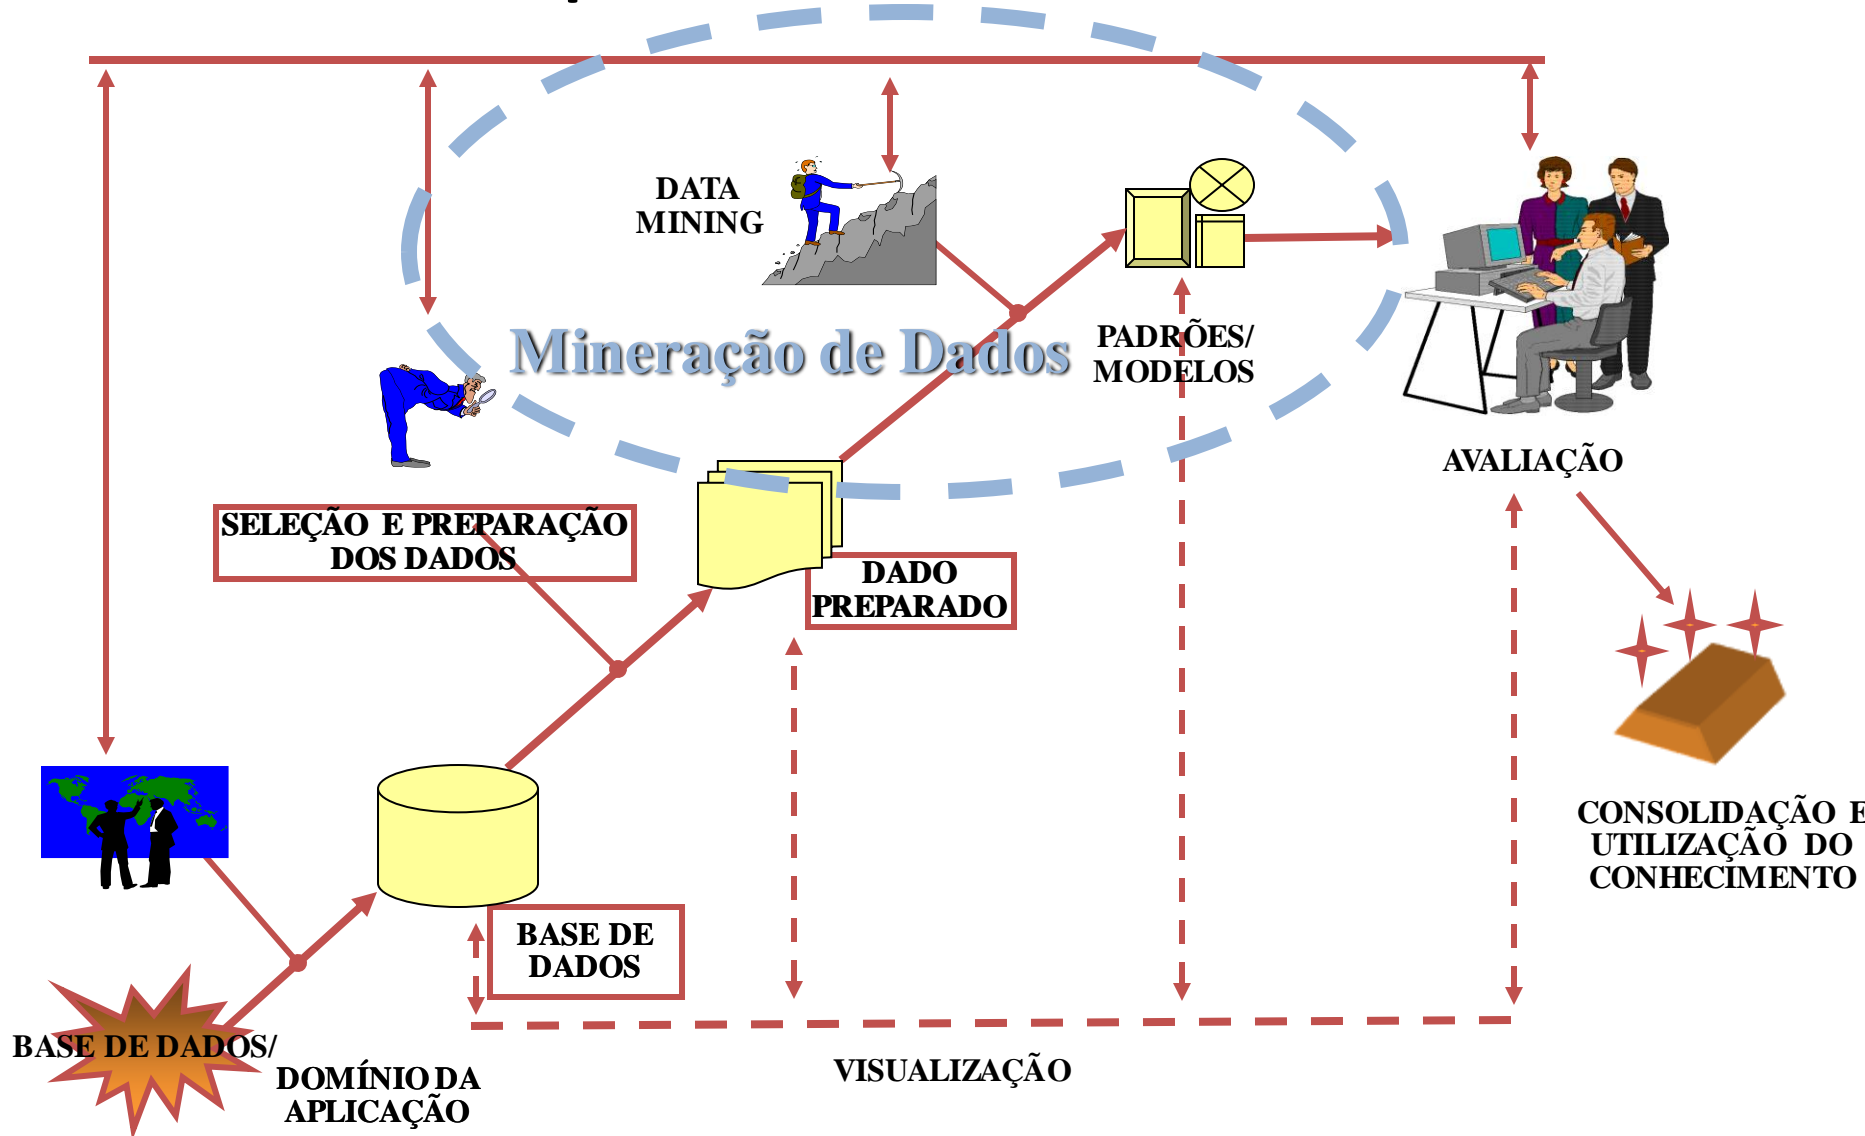 DATA
MINING
Mineração de Dados
PADRÕES/
MODELOS
AVALIAÇÃO
SELEÇÃO E PREPARAÇÃO
DOS DADOS
DADO
PREPARADO
CONSOLIDAÇÃO E
UTILIZAÇÃO DO
CONHECIMENTO
BASE DE
DADOS
BASE DE DADOS/
DOMÍNIO DA
APLICAÇÃO
VISUALIZAÇÃO